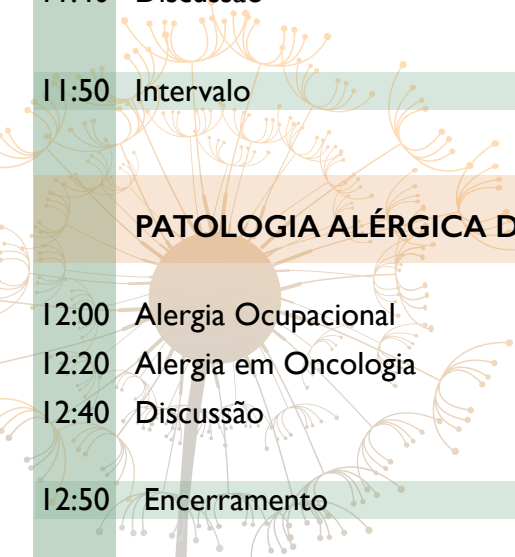 11:50 Intervalo
PATOLOGIA ALÉRGICA D
12:00 Alergia Ocupacional
12:20 Alergia em Oncologia
12:40 Discussão
12:50 Encerramento